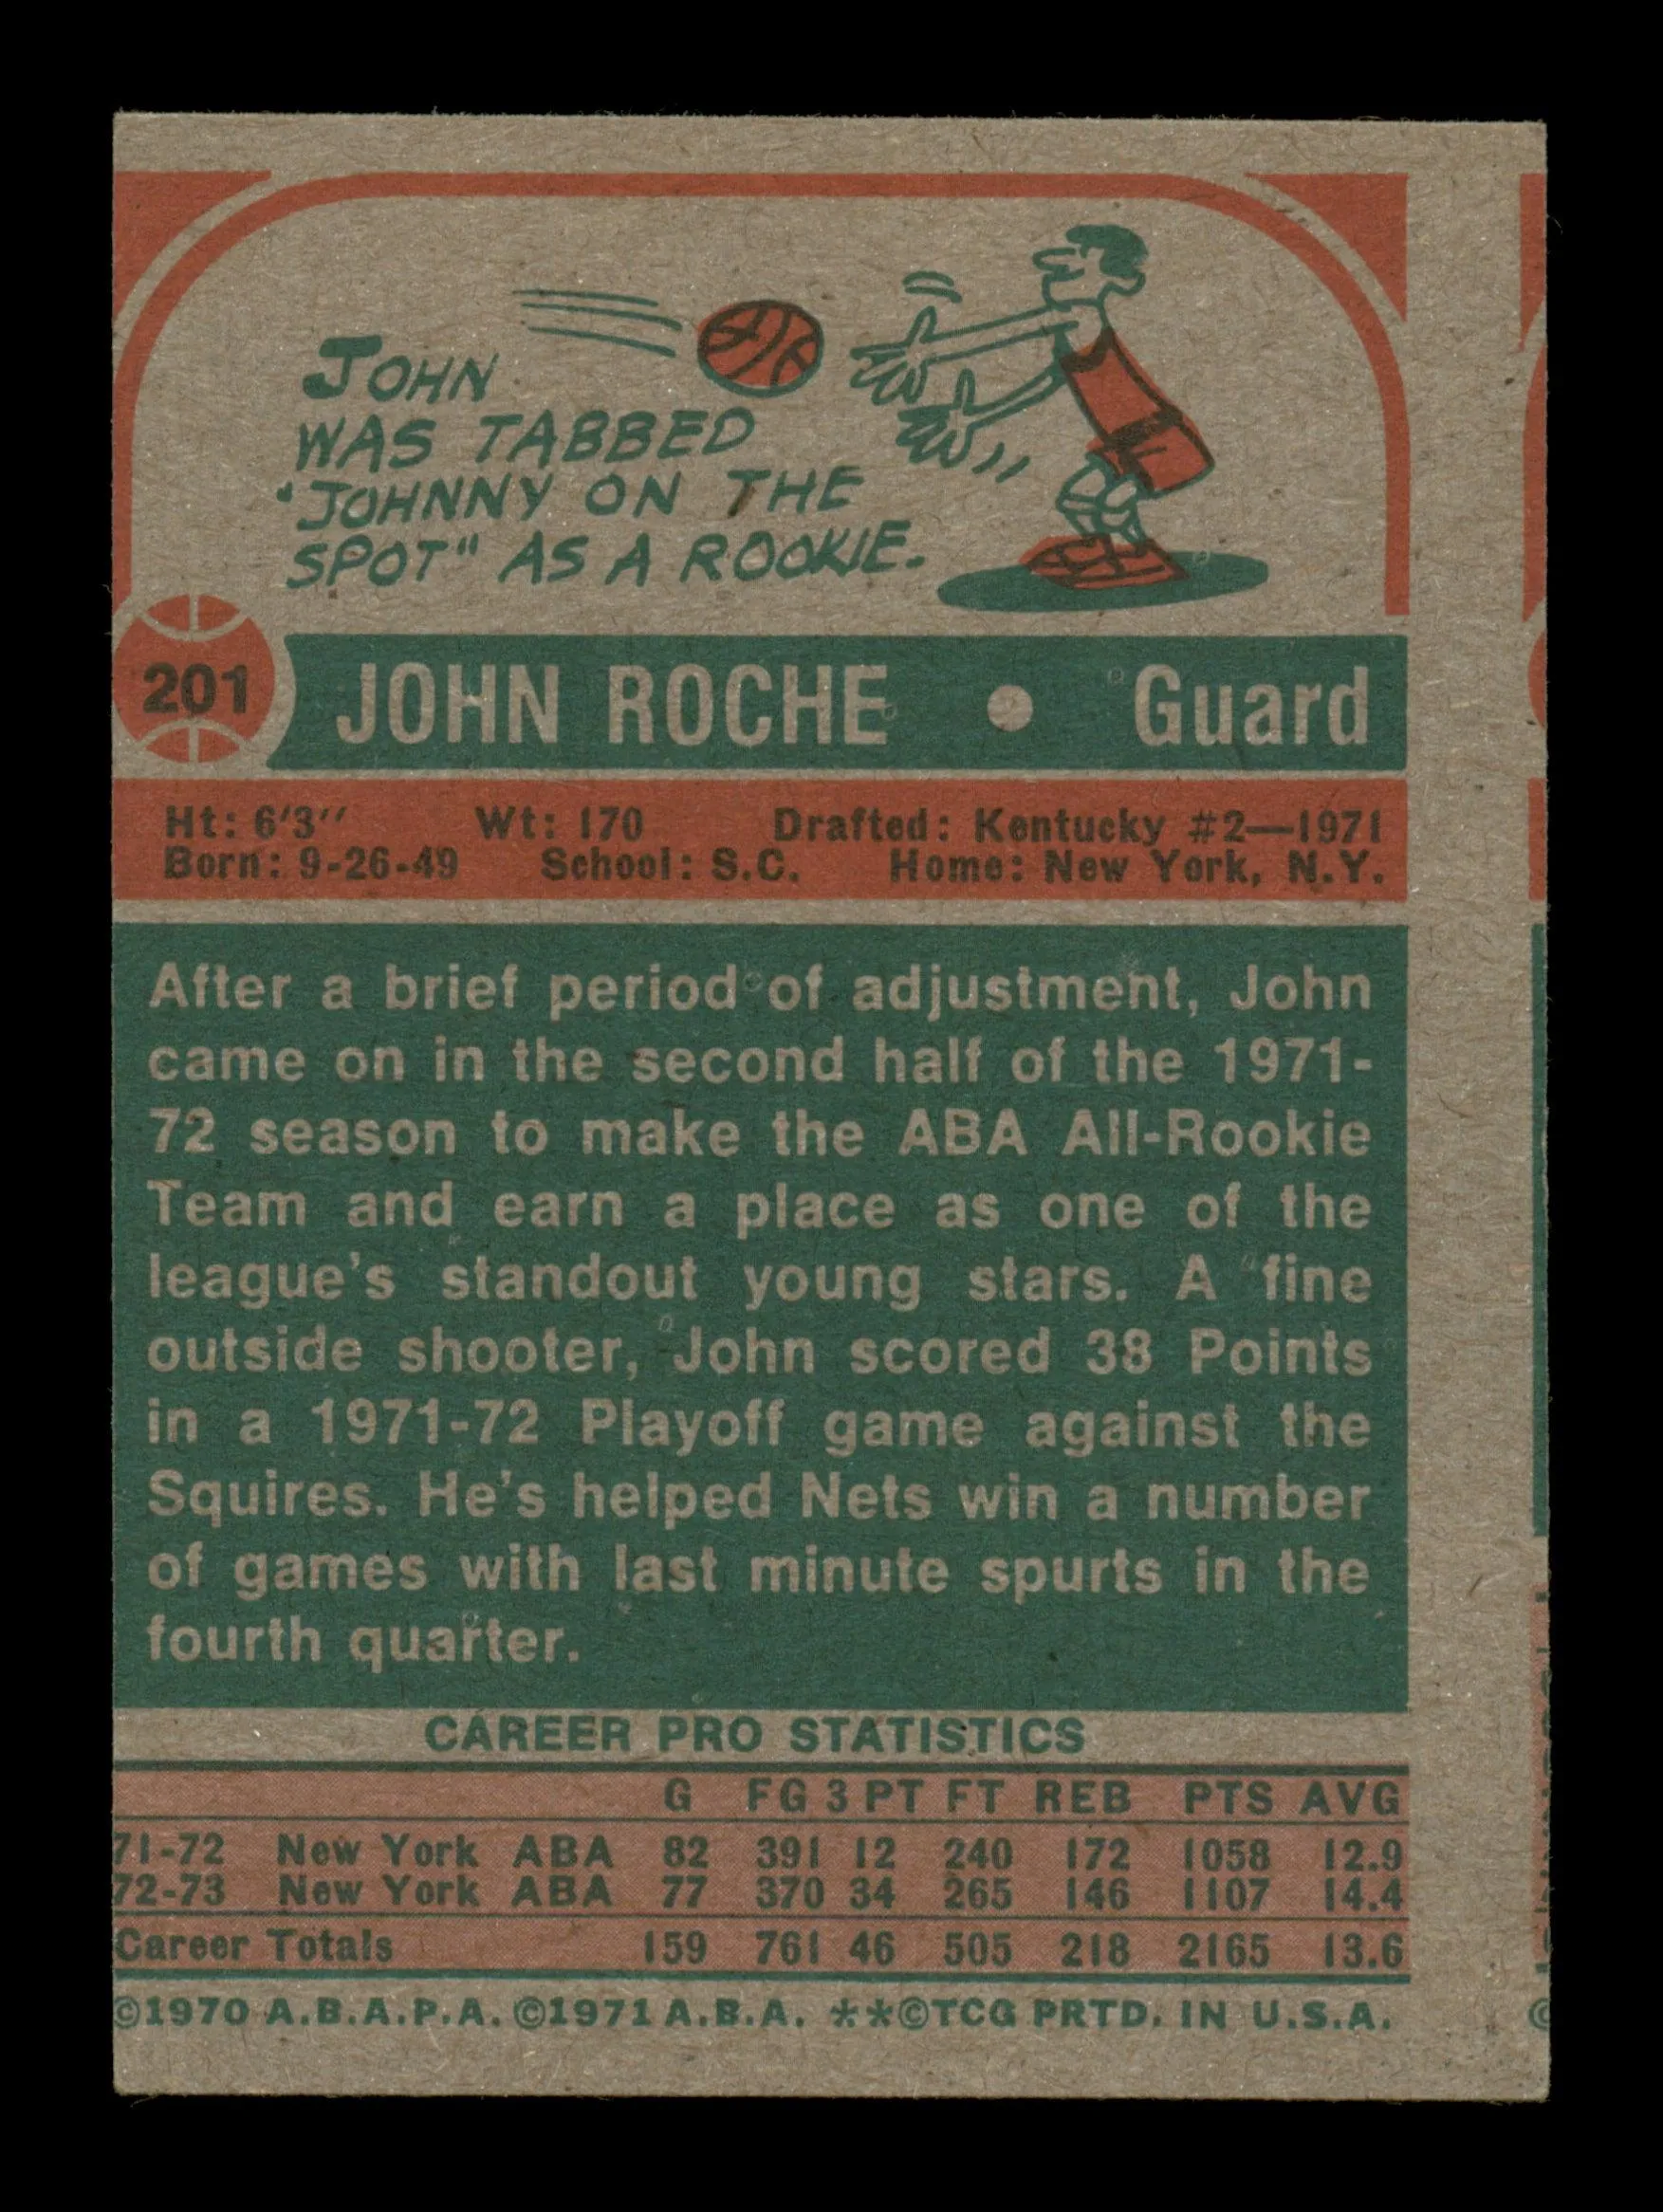 JOHN
WAS TABBED
"JOHNNY ON THE
SPOT" AS A ROOKIE.
201
JOHN ROCHE • Guard
Ht: 6'3'' Wt: 170 Drafted: Kentucky #2—1971
Born: 9-26-49 School: S.C. Home: New York, N.Y.
After a brief period of adjustment, John
came on in the second half of the 1971-
72 season to make the ABA All-Rookie
Team and earn a place as one of the
league's standout young stars. A fine
outside shooter, John scored 38 Points
in a 1971-72 Playoff game against the
Squires. He's helped Nets win a number
of games with last minute spurts in the
fourth quarter.
CAREER PRO STATISTICS
G FG 3 PT FT REB PTS AVG
71-72 New York ABA 82 391 12 240 172 1058 12.9
72-73 New York ABA 77 370 34 265 146 1107 14.4
Career Totals 159 761 46 505 218 2165 13.6
©1970 A.B.A.P.A. ©1971 A.B.A. **©TCG PRTD. IN U.S.A.
©